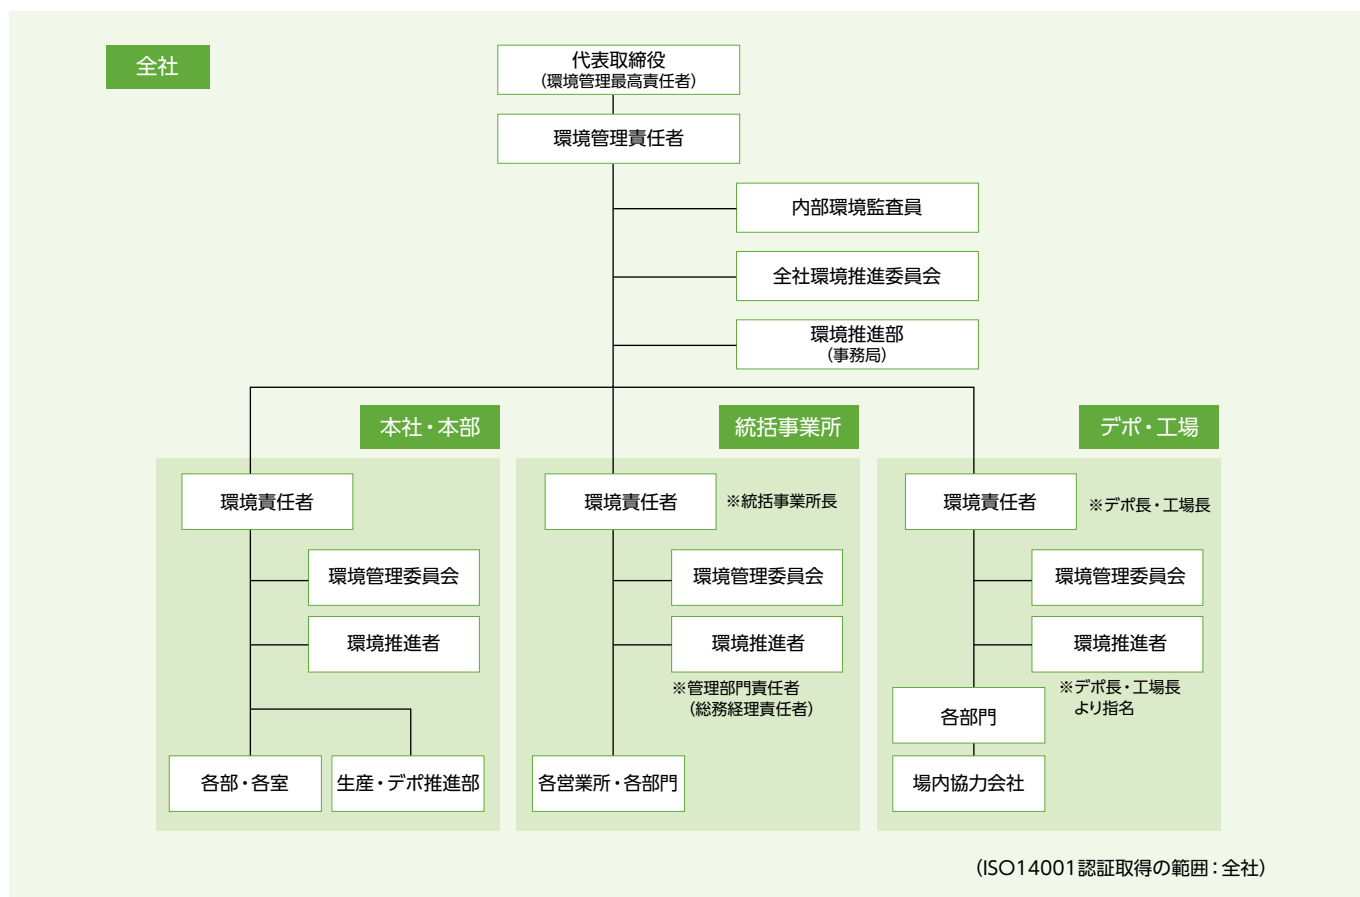 全社
代表取締役
(環境管理最高責任者)
環境管理責任者
内部環境監査員
全社環境推進委員会
環境推進部
(事務局)
本社・本部
環境責任者
環境管理委員会
環境推進者
各部・各室
生産・デポ推進部
統括事業所
環境責任者
※統括事業所長
環境管理委員会
環境推進者
※管理部門責任者
(総務経理責任者)
各営業所・各部門
デポ・工場
環境責任者
※デポ長・工場長
環境管理委員会
環境推進者
※デポ長・工場長
より指名
各部門
場内協力会社
(ISO14001認証取得の範囲：全社)